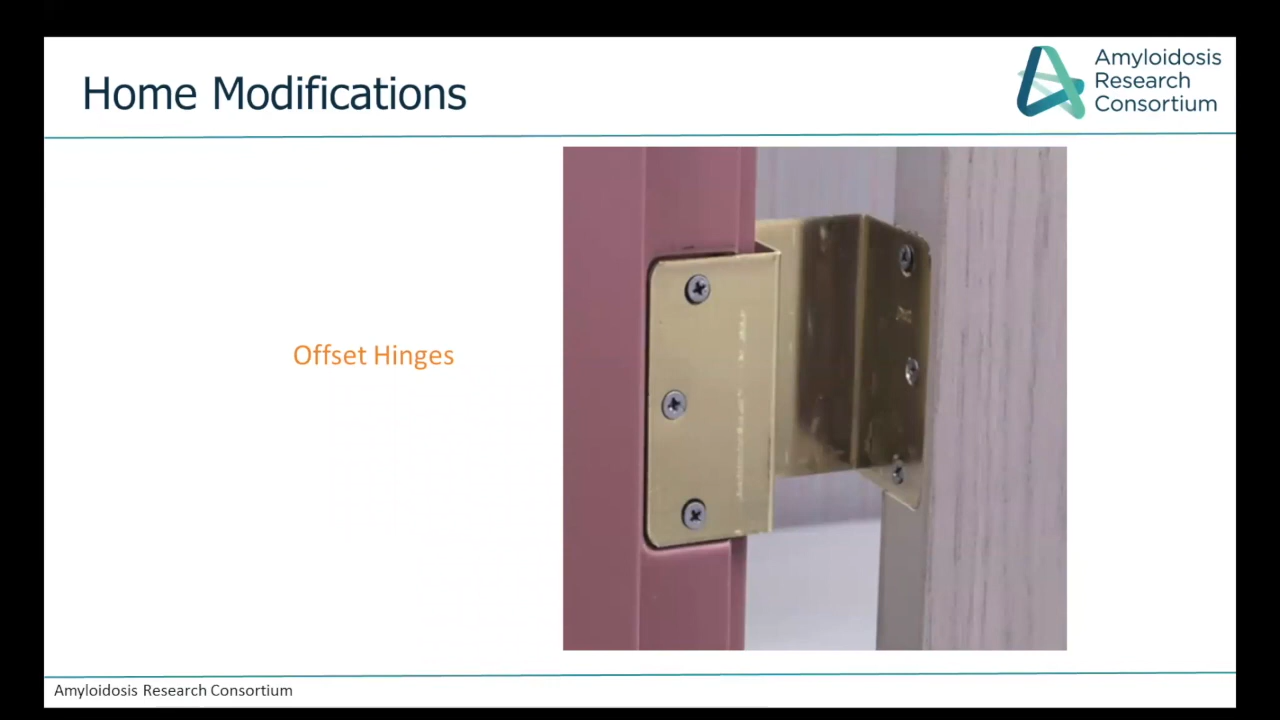 Home Modifications
Amyloidosis
Research
Consortium
Offset Hinges
Amyloidosis Research Consortium